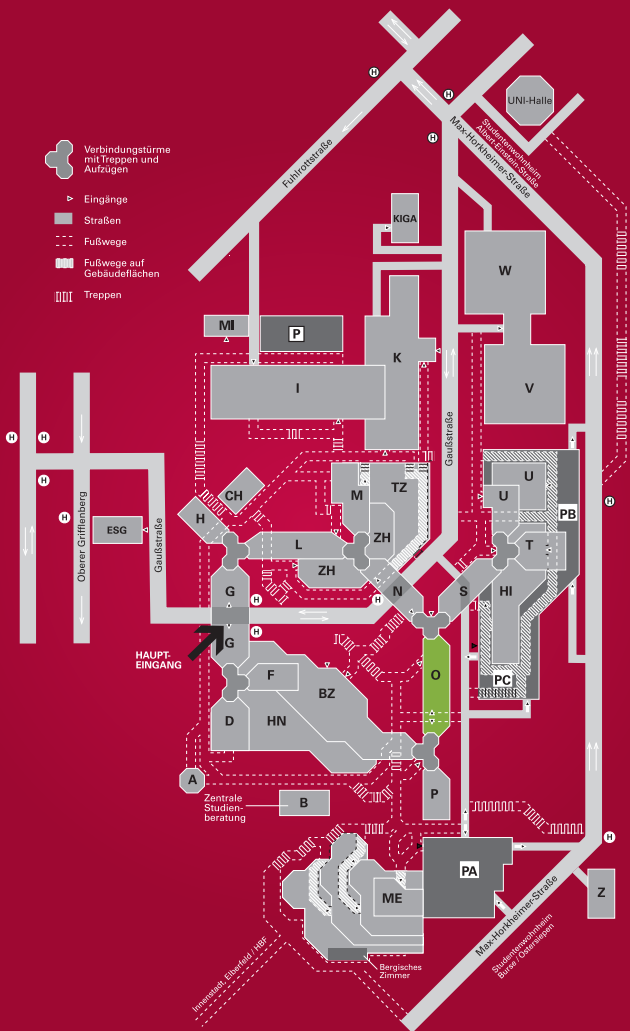 H
H
UNI-Halle
Studentenwohnheim
Albert-Einstein-Straße
Max-Horkheimer-Straße
H
Fuhlrottstraße
Verbindungstürme
mit Treppen und
Aufzügen
Eingänge
Straßen
Fußwege
Fußwege auf
Gebäudeflächen
Treppen
KIGA
W
MI
P
K
V
I
Gaußstraße
H
H
H
H
Oberer Grifflenberg
ESG
Gaußstraße
CH
H
M
TZ
U
U
PB
H
L
ZH
ZH
T
G
N
S
HI
H
H
H
G
HAUPT-
EINGANG
F
BZ
O
PC
D
HN
A
Zentrale
Studien-
beratung
B
P
H
PA
ME
Z
Max-Horkheimer-Straße
Studentenwohnheim
Burse / Ostersiepen
Bergisches
Zimmer
Innenstadt, Elberfeld / HBF